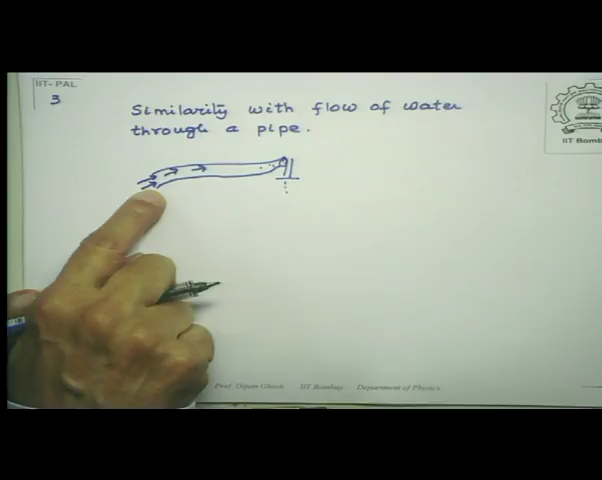 IIT-PAL
3
Similarity with flow of water
through a pipe.
IIT Bomb
Prof. Dipan Ghosh IIT Bombay Department of Physics